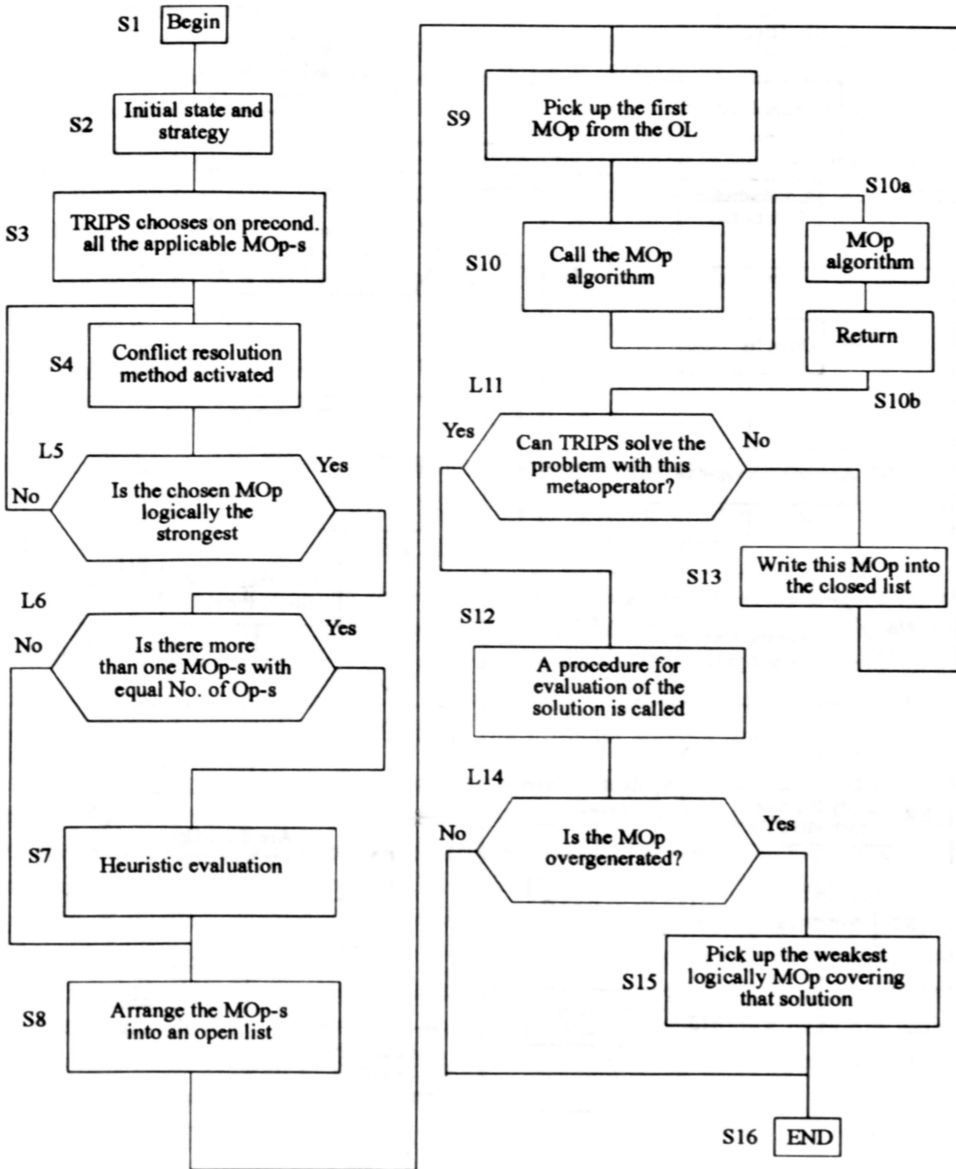 S1
Begin
S2
Initial state and
strategy
S3
TRIPS chooses on precond.
all the applicable MOp-s
S4
Conflict resolution
method activated
L5
No
Yes
Is the chosen MOp
logically the
strongest
L6
No
Yes
Is there more
than one MOp-s with
equal No. of Op-s
S7
Heuristic evaluation
S8
Arrange the MOp-s
into an open list
S9
Pick up the first
MOp from the OL
S10
Call the MOp
algorithm
S10a
MOp
algorithm
Return
S10b
L11
Yes
No
Can TRIPS solve the
problem with this
metaoperator?
S13
Write this MOp into
the closed list
S12
A procedure for
evaluation of the
solution is called
L14
No
Yes
Is the MOp
overgenerated?
S15
Pick up the weakest
logically MOp covering
that solution
S16
END